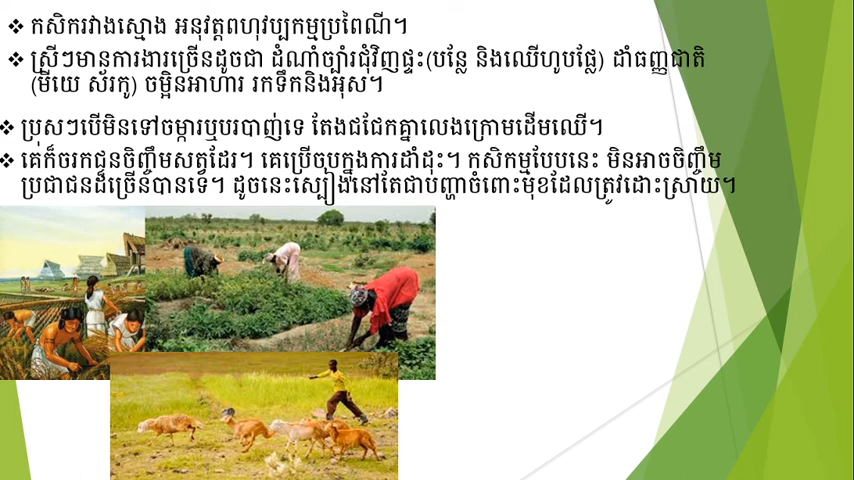 ❖ កសិករវាងស្មោង អនុវត្តពហុវប្បកម្មប្រពៃណី។
❖ ស្រីៗមានការងារច្រើនដូចជា ដំណាំច្បាំរជុំវិញផ្ទះ(បន្លែ និងឈើហូបផ្លែ) ដាំធញ្ញជាតិ
(មីយេ ស័រកូ) ចម្អិនអាហារ រកទឹកនិងអុស។
❖ ប្រុសៗបើមិនទៅចម្ការឬបរបាញ់ទេ តែងជជែកគ្នាលេងក្រោមដើមឈើ។
❖ គេក៏ចរកជួនចិញ្ចឹមសត្វដែរ។ គេប្រើចបក្នុងការដាំដុះ។ កសិកម្មបែបនេះ មិនអាចចិញ្ចឹម
ប្រជាជនដ៏ច្រើនបានទេ។ ដូចនេះស្បៀងនៅតែជាបញ្ហាចំពោះមុខដែលត្រូវដោះស្រាយ។